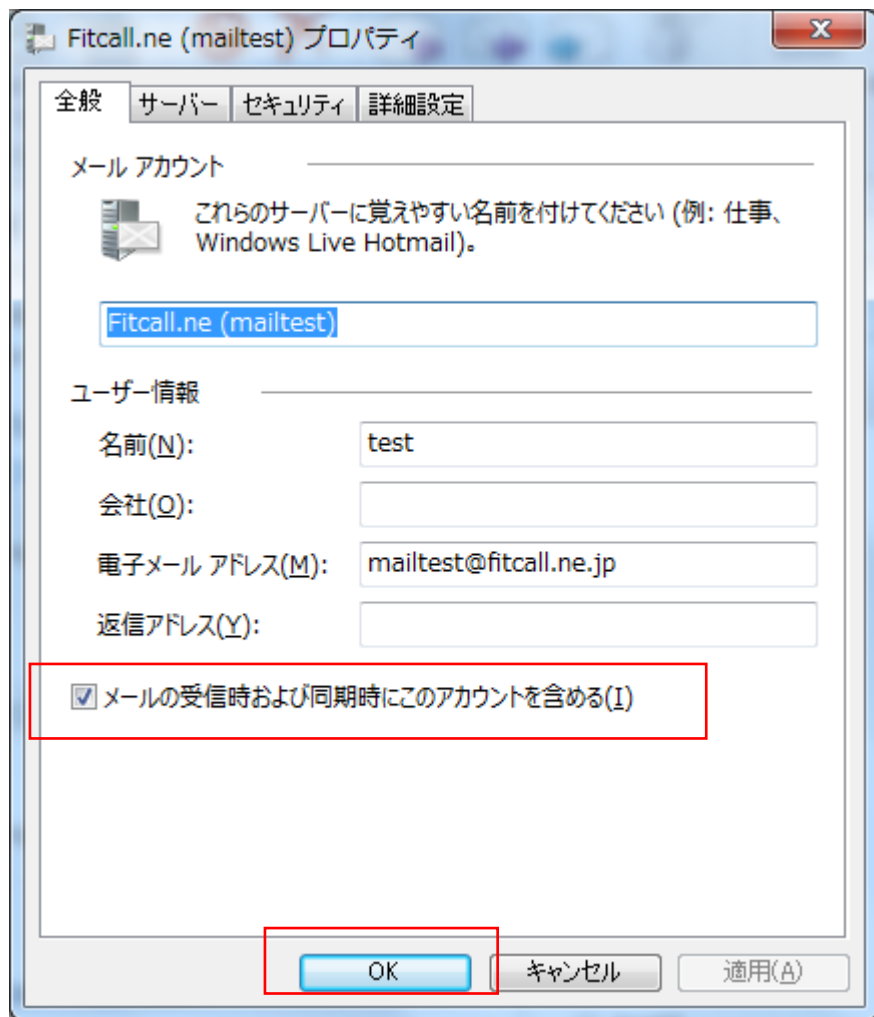 Fitcall.ne (mailtest) プロパティ
全般 サーバー セキュリティ 詳細設定
メール アカウント
これらのサーバーに覚えやすい名前を付けてください (例: 仕事、
Windows Live Hotmail)。
Fitcall.ne (mailtest)
ユーザー情報
名前(N): test
会社(O):
電子メール アドレス(M): mailtest@fitcall.ne.jp
返信アドレス(Y):
メールの受信時および同期時にこのアカウントを含める(I)
OK キャンセル 適用(A)